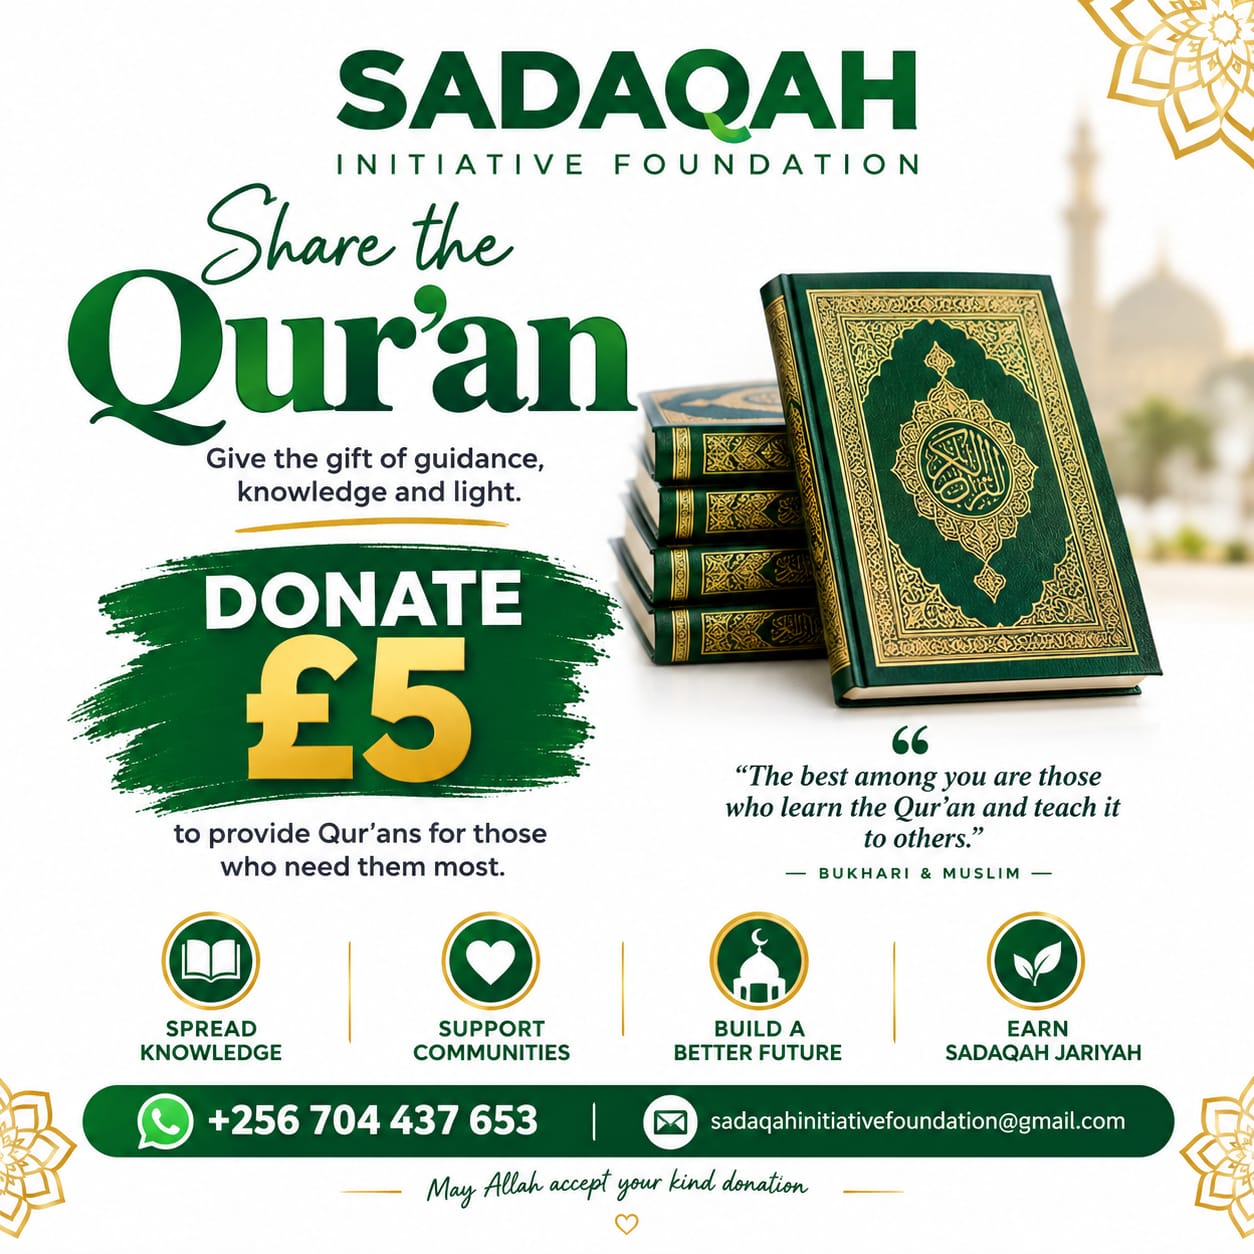 SADAQAH
INITIATIVE FOUNDATION
Share the
Qur'an
Give the gift of guidance,
knowledge and light.
DONATE
£5
to provide Qur'ans for those
who need them most.
“
“The best among you are those
who learn the Qur'an and teach it
to others.”
— BUKHARI & MUSLIM —
SPREAD
KNOWLEDGE
SUPPORT
COMMUNITIES
BUILD A
BETTER FUTURE
EARN
SADAQAH JARIYAH
+256 704 437 653
sadaqahinitiativefoundation@gmail.com
May Allah accept your kind donation